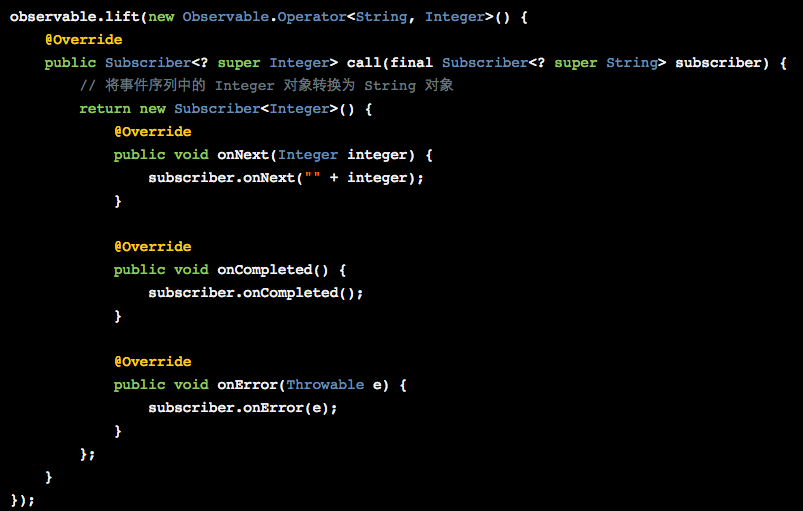 observable.lift(new Observable.Operator<String, Integer>() {
    @Override
    public Subscriber<? super Integer> call(final Subscriber<? super String> subscriber) {
        // 将事件序列中的 Integer 对象转换为 String 对象
        return new Subscriber<Integer>() {
            @Override
            public void onNext(Integer integer) {
                subscriber.onNext("" + integer);
            }

            @Override
            public void onCompleted() {
                subscriber.onCompleted();
            }

            @Override
            public void onError(Throwable e) {
                subscriber.onError(e);
            }
        };
    }
});